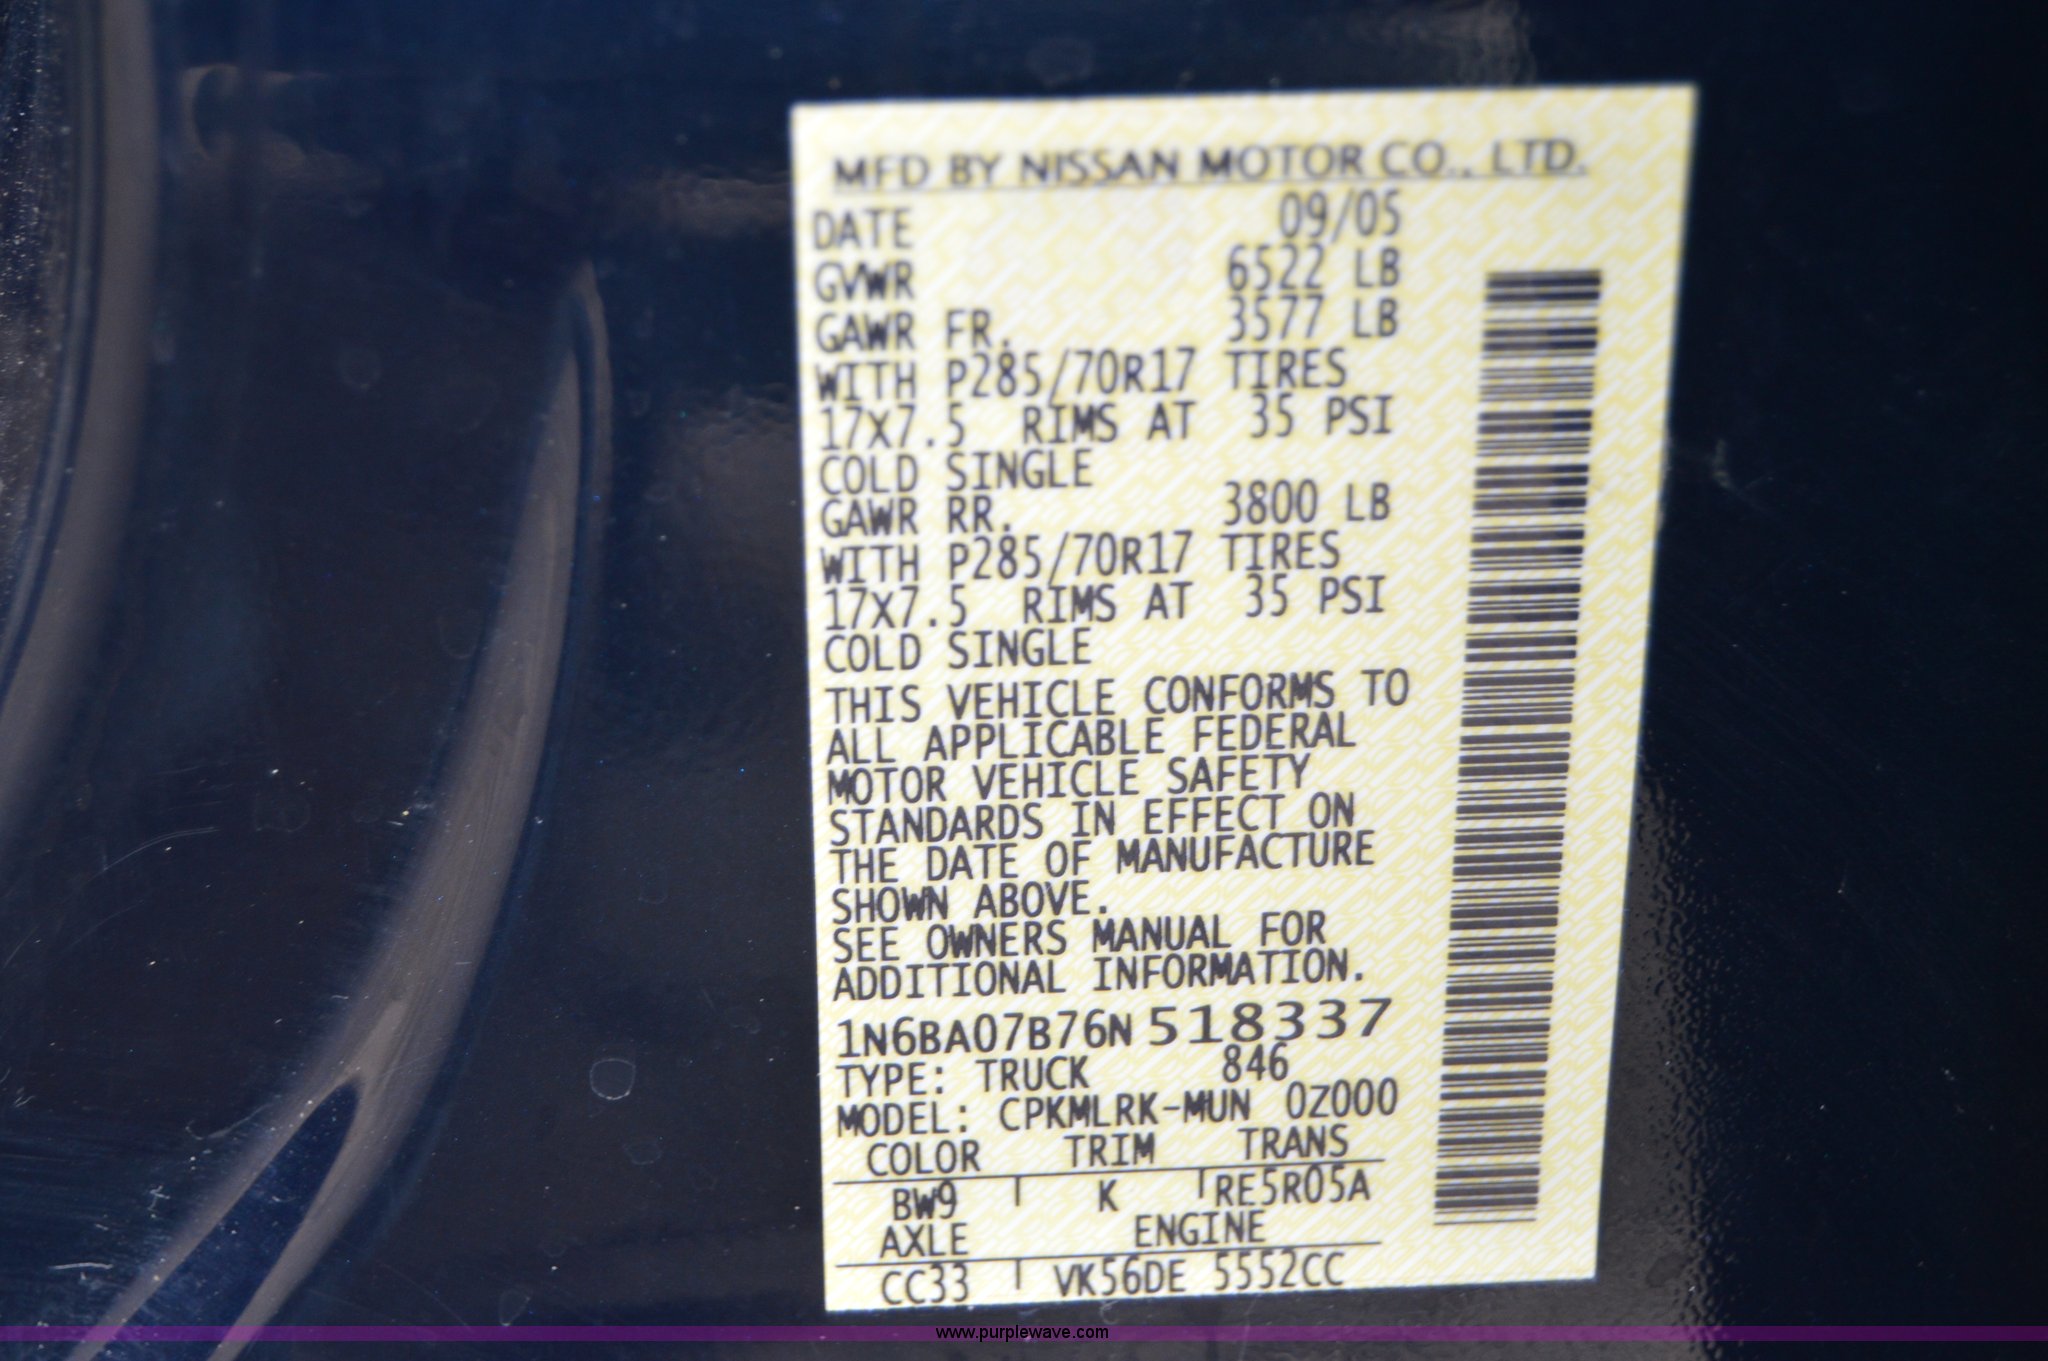 MFD BY NISSAN MOTOR CO., LTD.
DATE 09/05
GVWR 6522 LB
GAWR FR. 3577 LB
WITH P285/70R17 TIRES
17X7.5 RIMS AT 35 PSI
COLD SINGLE
GAWR RR. 3800 LB
WITH P285/70R17 TIRES
17X7.5 RIMS AT 35 PSI
COLD SINGLE
THIS VEHICLE CONFORMS TO
ALL APPLICABLE FEDERAL
MOTOR VEHICLE SAFETY
STANDARDS IN EFFECT ON
THE DATE OF MANUFACTURE
SHOWN ABOVE.
SEE OWNERS MANUAL FOR
ADDITIONAL INFORMATION.
1N6BA07B76N518337
TYPE: TRUCK 846
MODEL: CPKMLRK-MUN 0Z000
COLOR TRIM TRANS
BW9 K RE5R05A
AXLE ENGINE
CC33 VK56DE 5552CC
www.purplewave.com